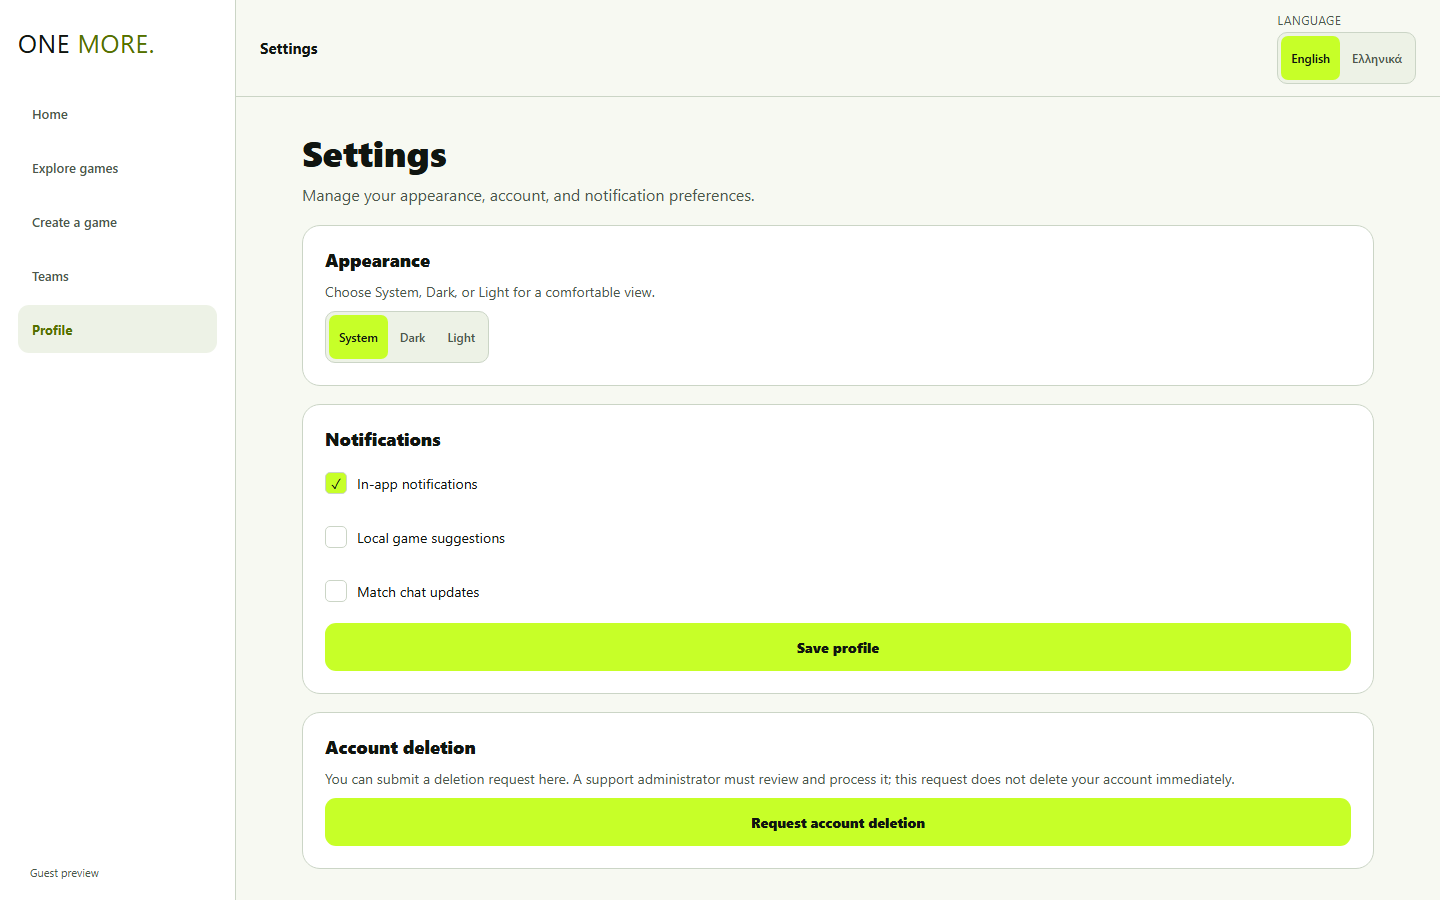 ONE MORE.
Home
Explore games
Create a game
Teams
Profile
Guest preview
Settings
LANGUAGE
English
Ελληνικά
Settings
Manage your appearance, account, and notification preferences.
Appearance
Choose System, Dark, or Light for a comfortable view.
System
Dark
Light
Notifications
✓ In-app notifications
Local game suggestions
Match chat updates
Save profile
Account deletion
You can submit a deletion request here. A support administrator must review and process it; this request does not delete your account immediately.
Request account deletion